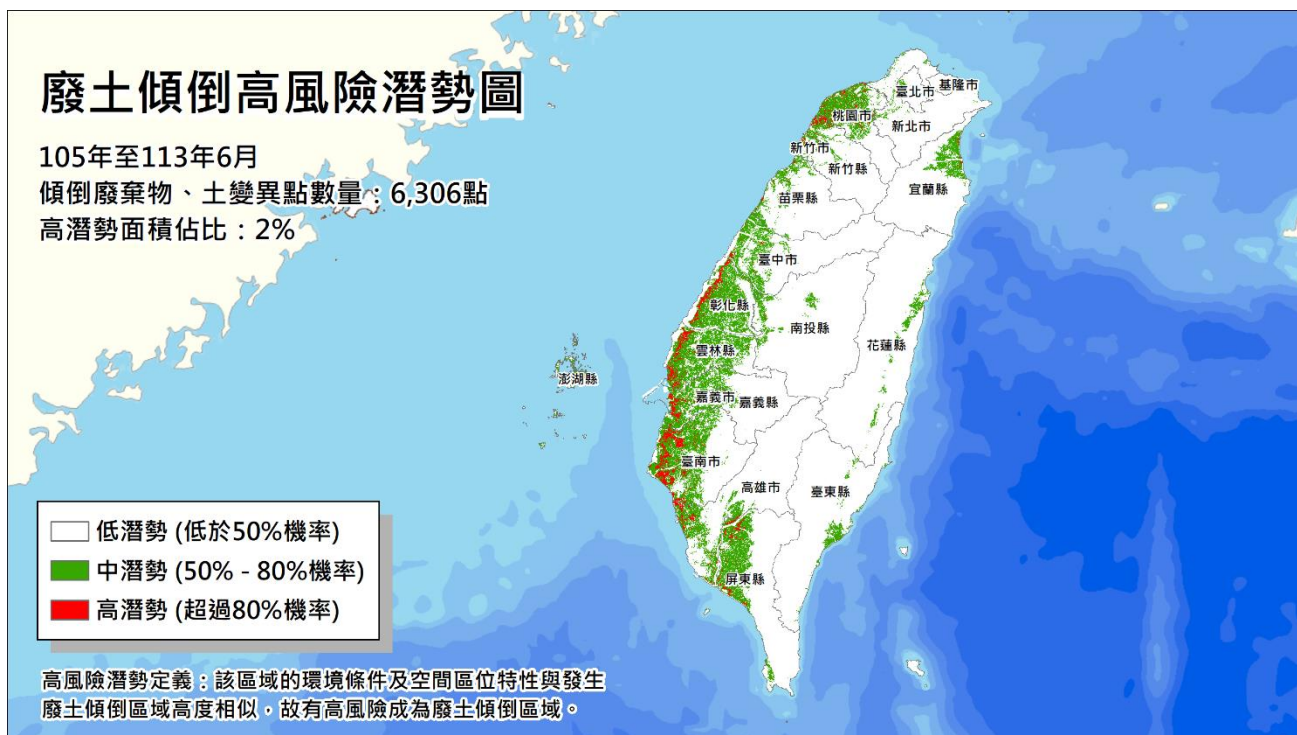 廢土傾倒高風險潛勢圖
105年至113年6月
傾倒廢棄物、土變異點數量：6,306點
高潛勢面積佔比：2%
基隆市
臺北市
桃園市
新北市
新竹市
新竹縣
宜蘭縣
苗栗縣
臺中市
彰化縣
南投縣
花蓮縣
雲林縣
澎湖縣
嘉義市
嘉義縣
臺南市
高雄市
臺東縣
屏東縣
低潛勢 (低於50%機率)
中潛勢 (50% - 80%機率)
高潛勢 (超過80%機率)
高風險潛勢定義：該區域的環境條件及空間區位特性與發生
廢土傾倒區域高度相似，故有高風險成為廢土傾倒區域。